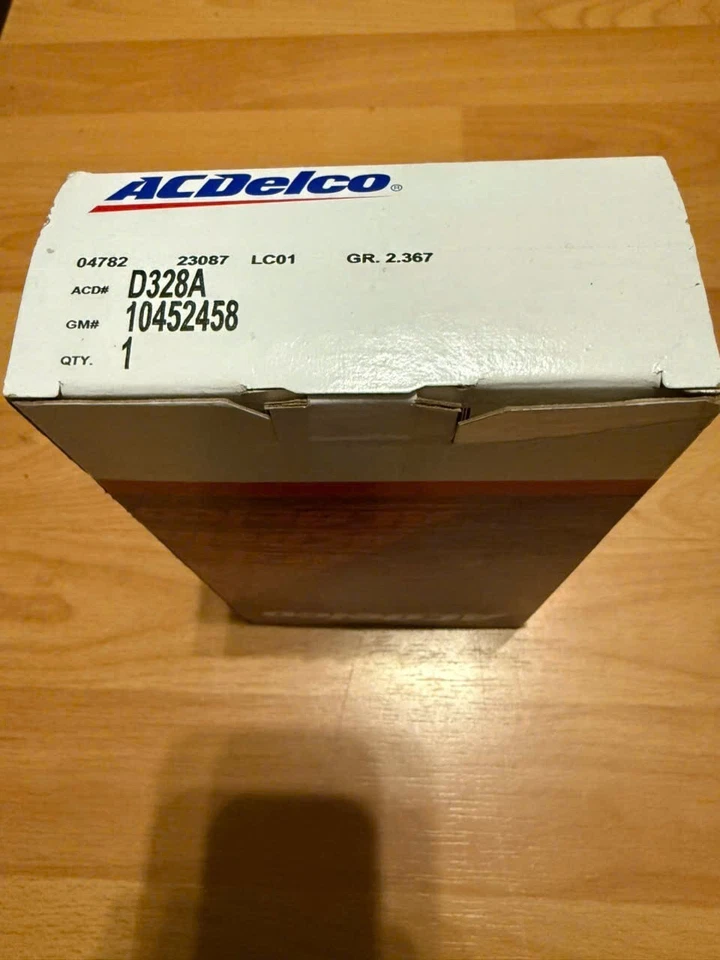 ACDelco®
04782 23087 LC01 GR. 2.367
ACD# D328A
GM# 10452458
QTY. 1